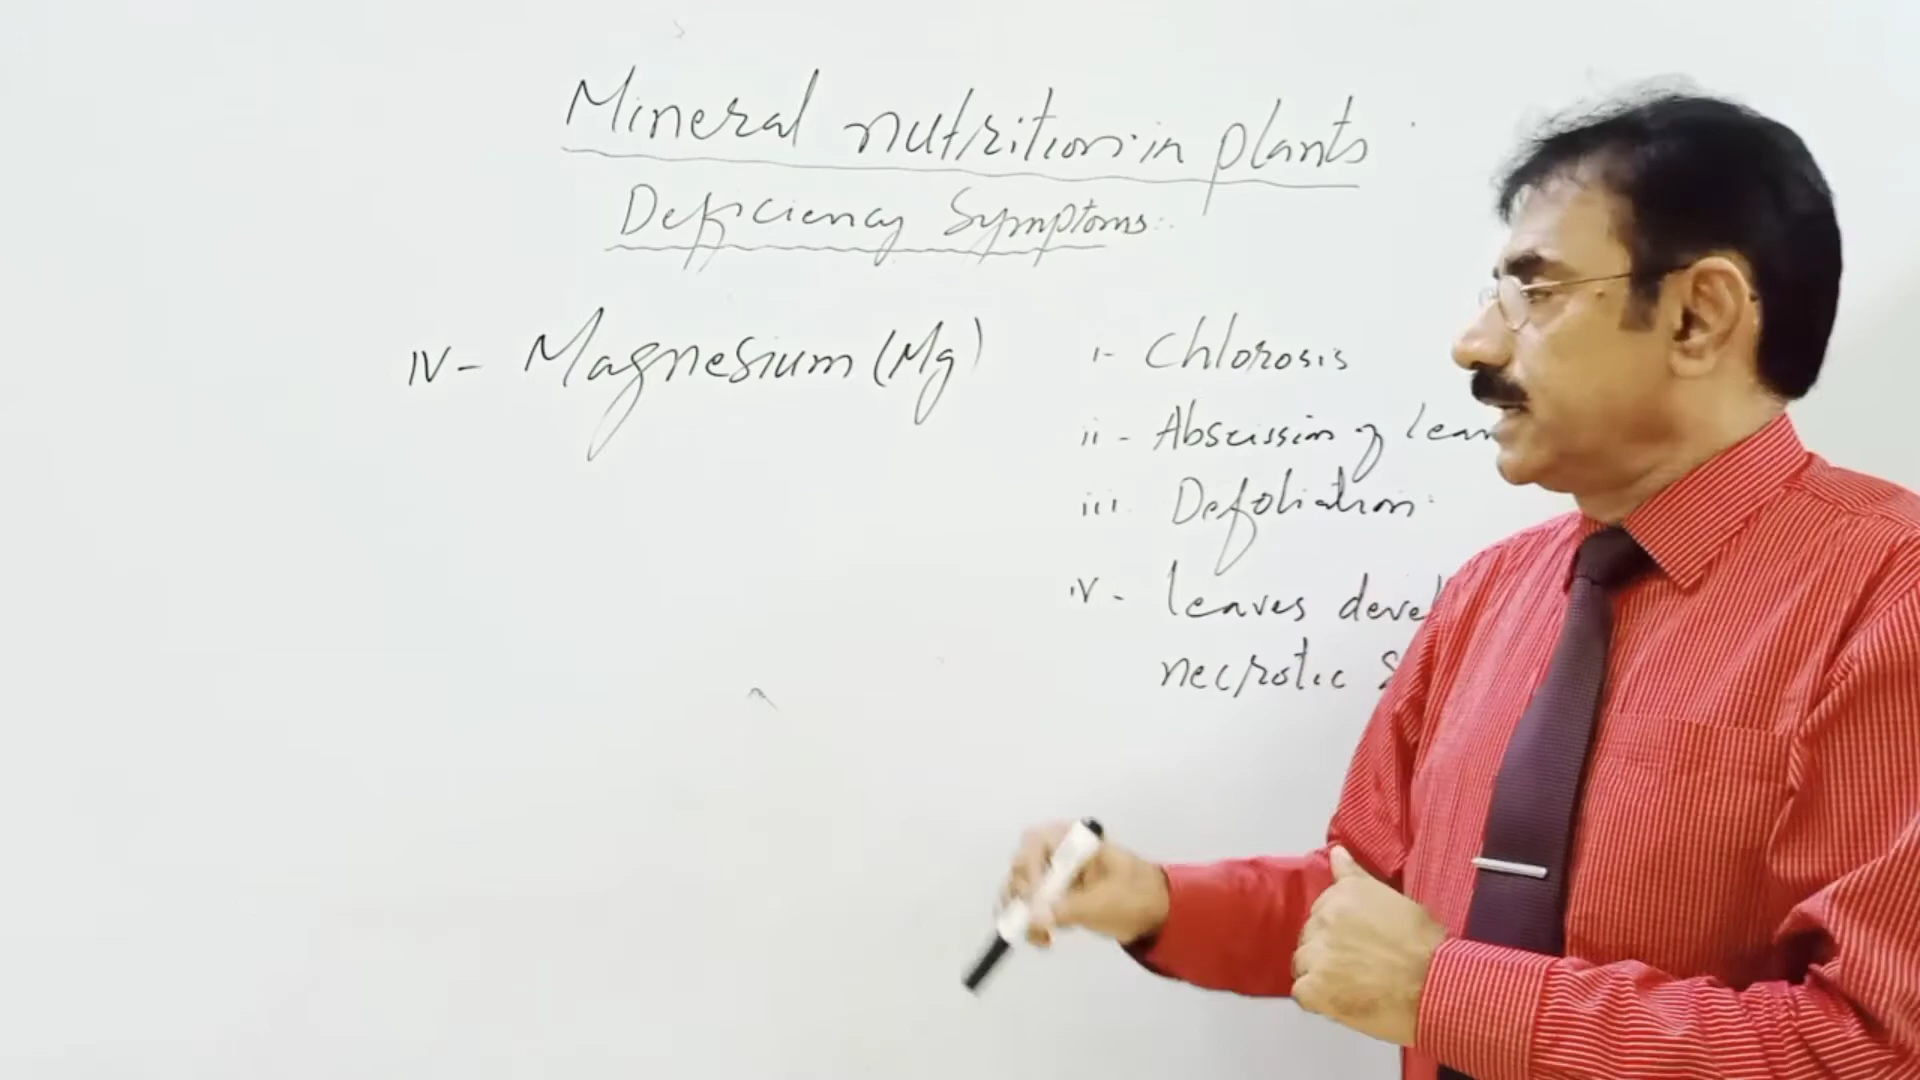 Mineral nutrition in plants
Deficiency Symptoms
IV- Magnesium (Mg)
i- Chlorosis
ii- Abscission of
iii Defoliation
iv- leaves
necrotic